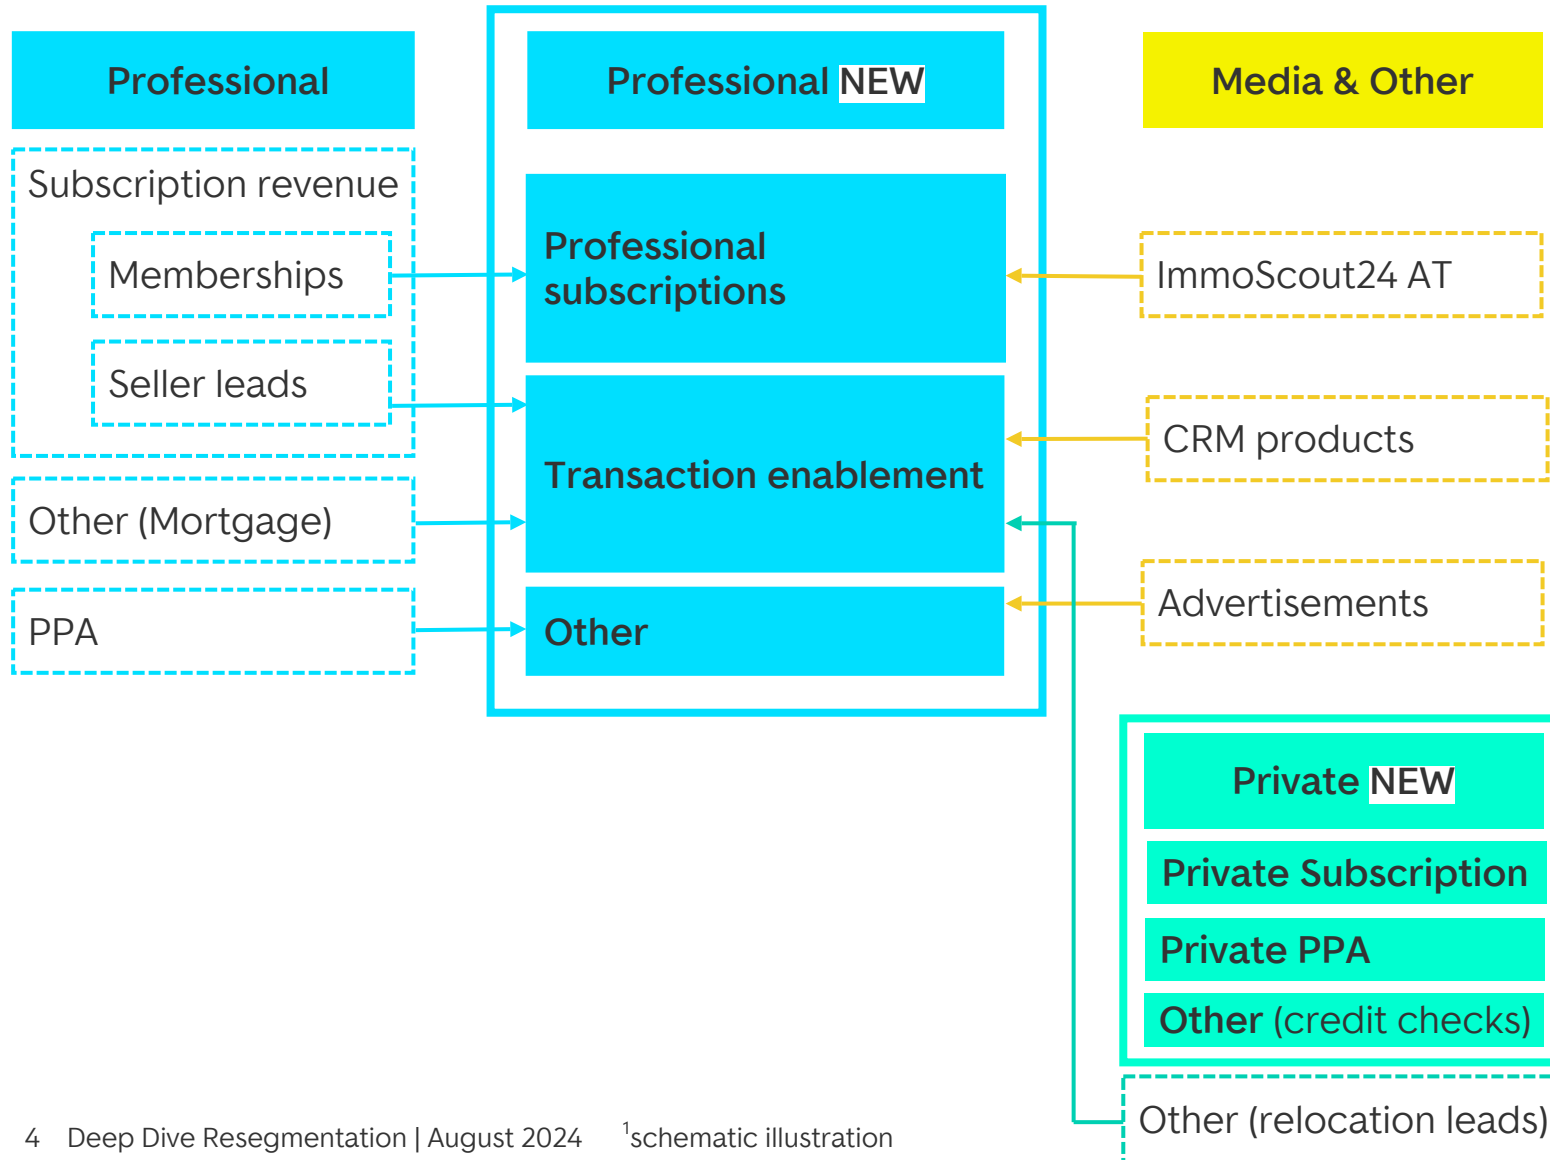 Professional
Subscription revenue
Memberships
Seller leads
Other (Mortgage)
PPA
Professional NEW
Professional
subscriptions
Transaction enablement
Other
Media & Other
ImmoScout24 AT
CRM products
Advertisements
Private NEW
Private Subscription
Private PPA
Other (credit checks)
Other (relocation leads)
4 Deep Dive Resegmentation | August 2024 ¹schematic illustration